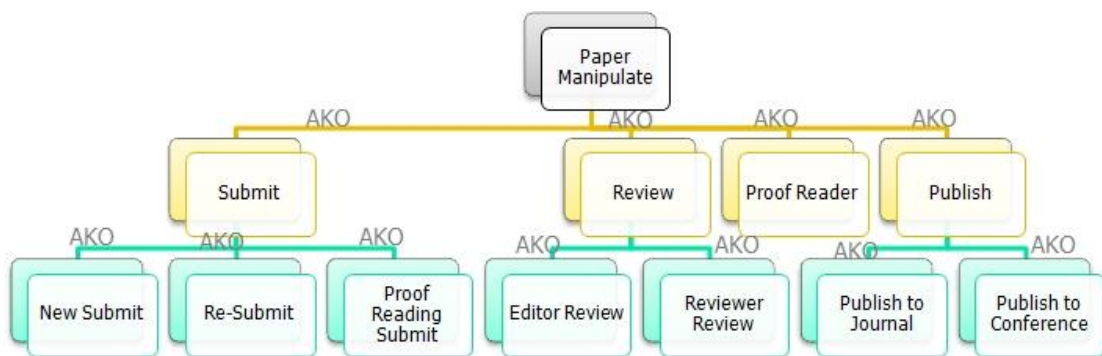 Paper
Manipulate
AKO
AKO
AKO
AKO
Submit
Review
Proof Reader
Publish
AKO
AKO
AKO
AKO
AKO
AKO
AKO
New Submit
Re-Submit
Proof
Reading
Submit
Editor Review
Reviewer
Review
Publish to
Journal
Publish to
Conference